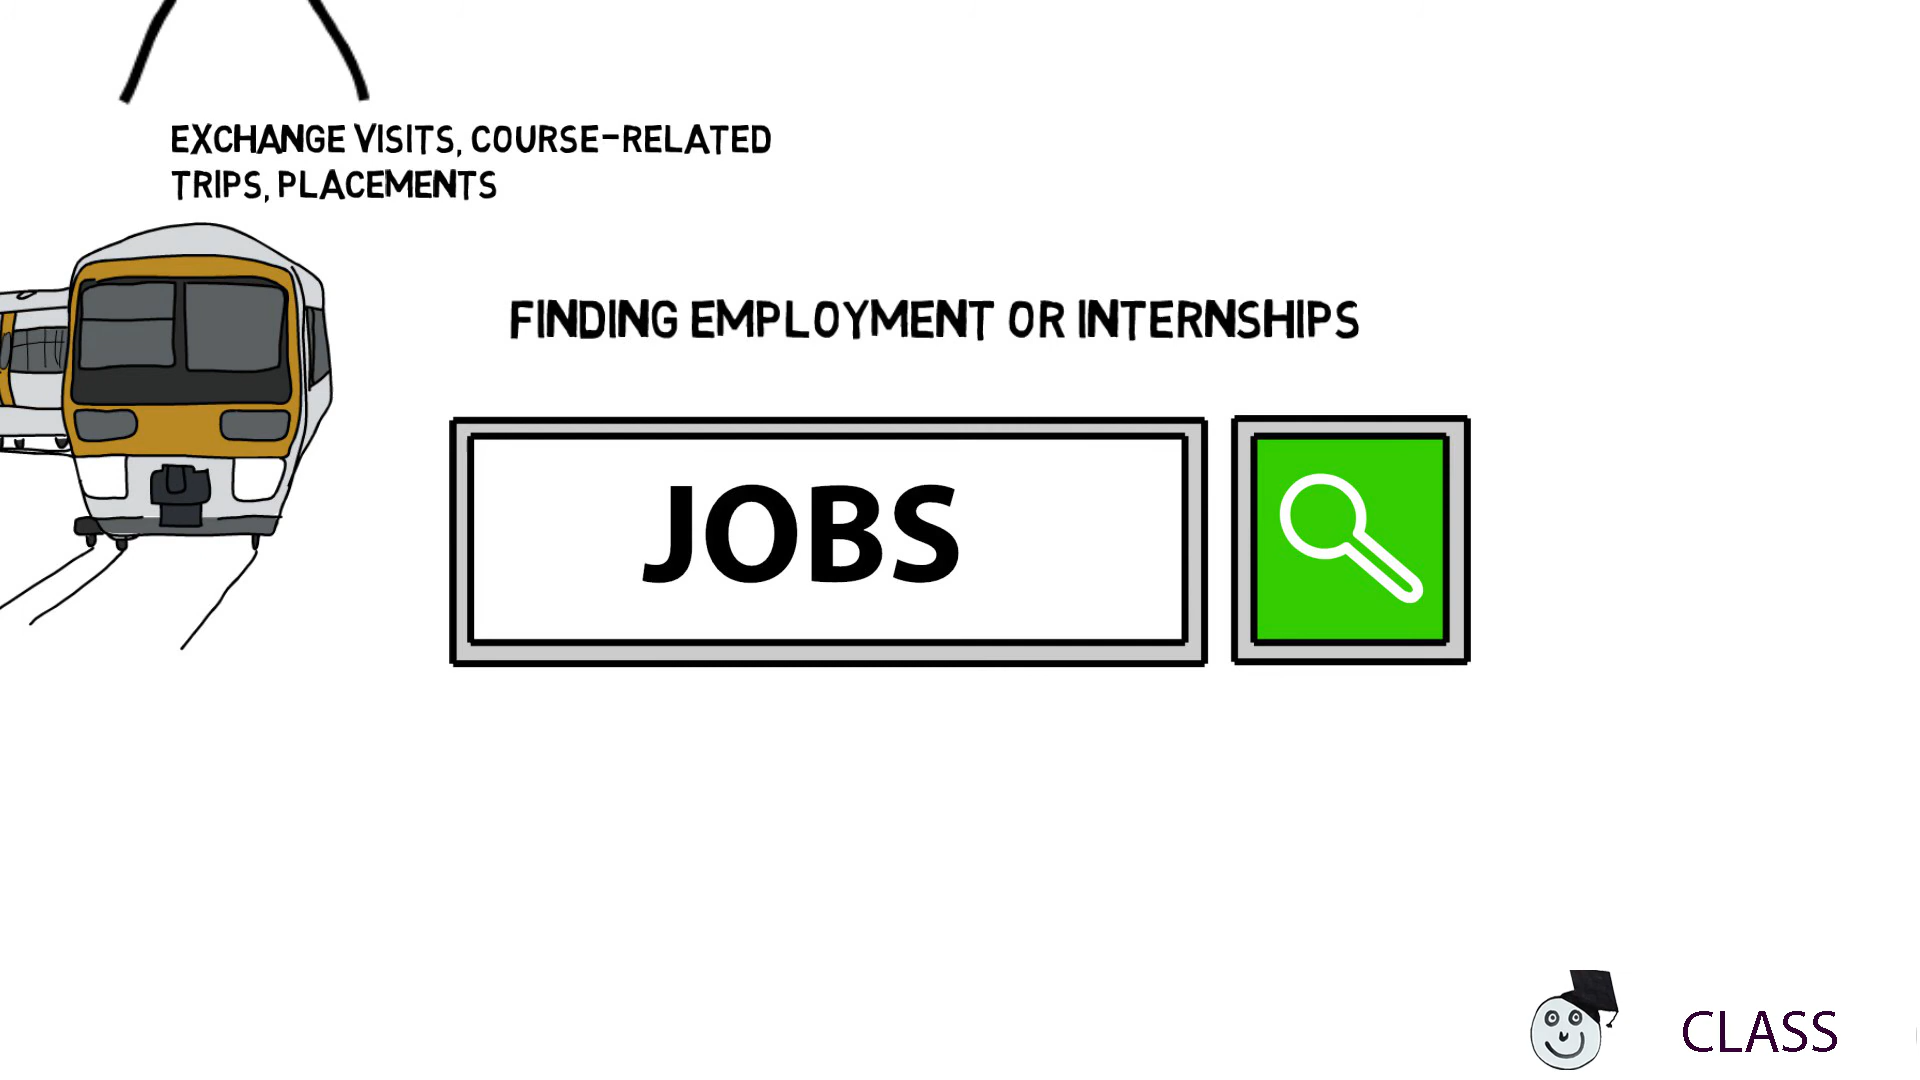 EXCHANGE VISITS, COURSE-RELATED
TRIPS, PLACEMENTS
FINDING EMPLOYMENT OR INTERNSHIPS
JOBS
CLASS